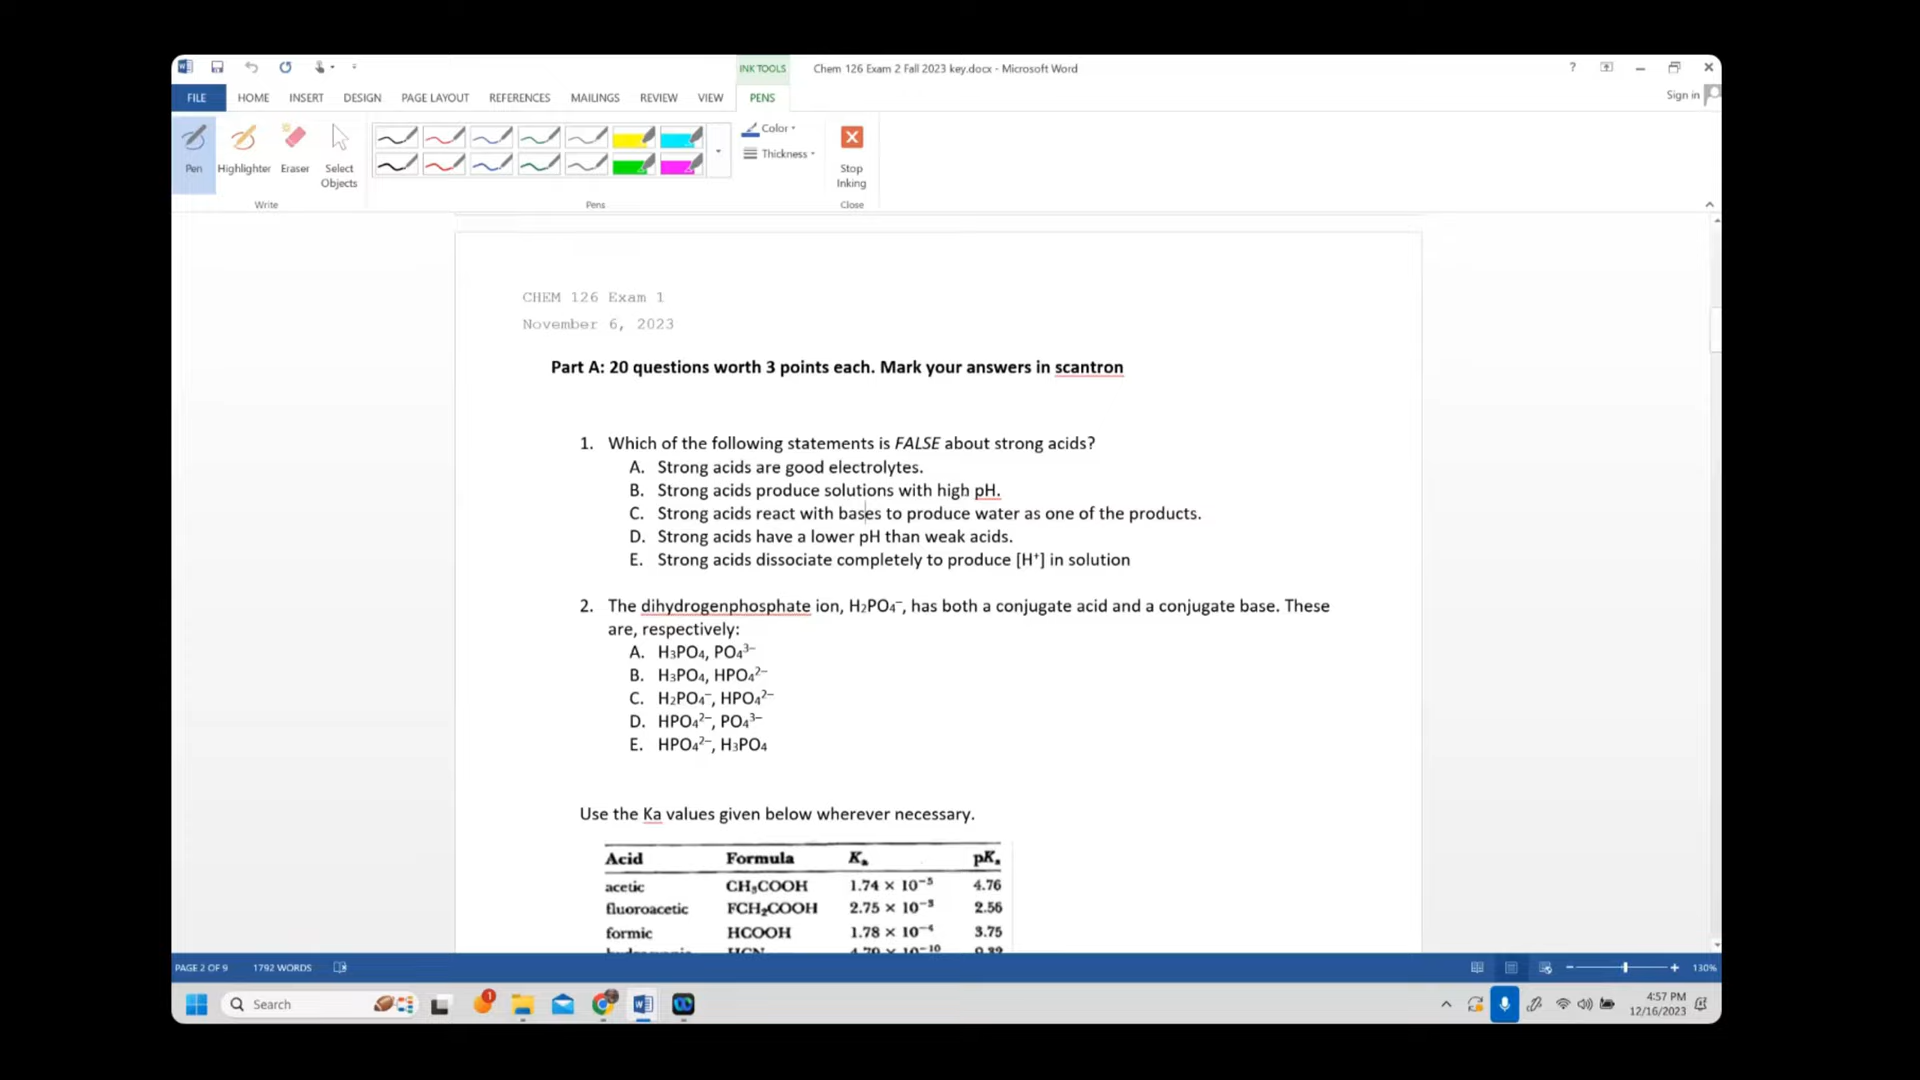 INK TOOLS
Chem 126 Exam 2 Fall 2023 key.docx - Microsoft Word
?
FILE HOME INSERT DESIGN PAGE LAYOUT REFERENCES MAILINGS REVIEW VIEW PENS
Sign in
Pen Highlighter Eraser Select Objects
Color
Thickness
Stop Inking
Write Pens Close
CHEM 126 Exam 1
November 6, 2023
Part A: 20 questions worth 3 points each. Mark your answers in scantron
1. Which of the following statements is FALSE about strong acids?
A. Strong acids are good electrolytes.
B. Strong acids produce solutions with high pH.
C. Strong acids react with bases to produce water as one of the products.
D. Strong acids have a lower pH than weak acids.
E. Strong acids dissociate completely to produce [H⁺] in solution
2. The dihydrogenphosphate ion, H₂PO₄⁻, has both a conjugate acid and a conjugate base. These
are, respectively:
A. H₃PO₄, PO₄³⁻
B. H₃PO₄, HPO₄²⁻
C. H₂PO₄⁻, HPO₄²⁻
D. HPO₄²⁻, PO₄³⁻
E. HPO₄²⁻, H₃PO₄
Use the Ka values given below wherever necessary.
Acid Formula Kₐ pKₐ
acetic CH₃COOH 1.74 × 10⁻⁵ 4.76
fluoroacetic FCH₂COOH 2.75 × 10⁻³ 2.56
formic HCOOH 1.78 × 10⁻⁴ 3.75
PAGE 2 OF 9 1792 WORDS
130%
Search
1
4:57 PM
12/16/2023